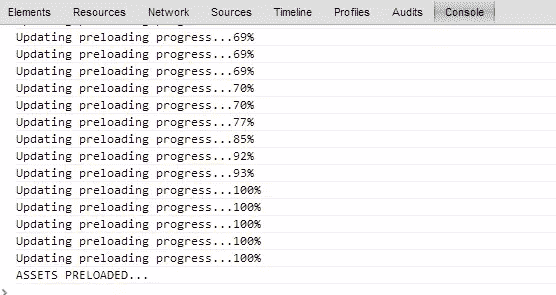 Elements Resources Network Sources Timeline Profiles Audits Console
Updating preloading progress...69%
Updating preloading progress...69%
Updating preloading progress...69%
Updating preloading progress...70%
Updating preloading progress...70%
Updating preloading progress...77%
Updating preloading progress...85%
Updating preloading progress...92%
Updating preloading progress...93%
Updating preloading progress...100%
Updating preloading progress...100%
Updating preloading progress...100%
Updating preloading progress...100%
Updating preloading progress...100%
ASSETS PRELOADED...